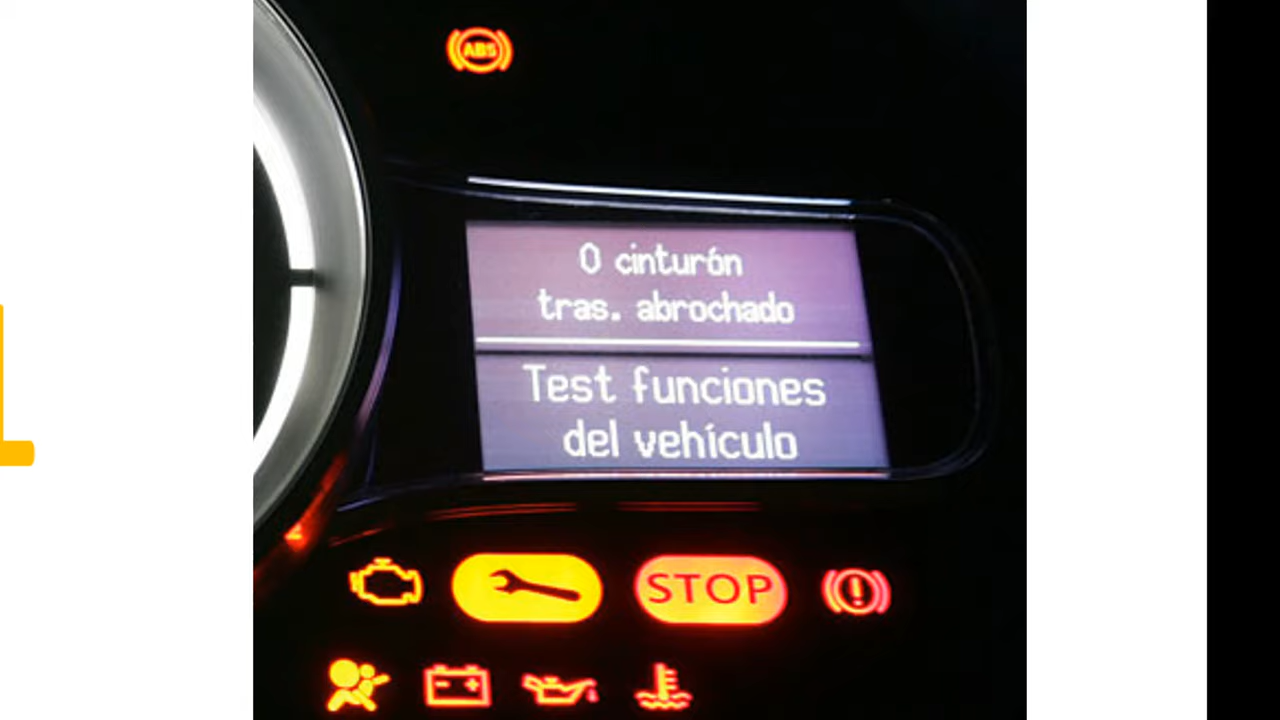 ABS
0 cinturón
tras. abrochado
Test funciones
del vehículo
STOP